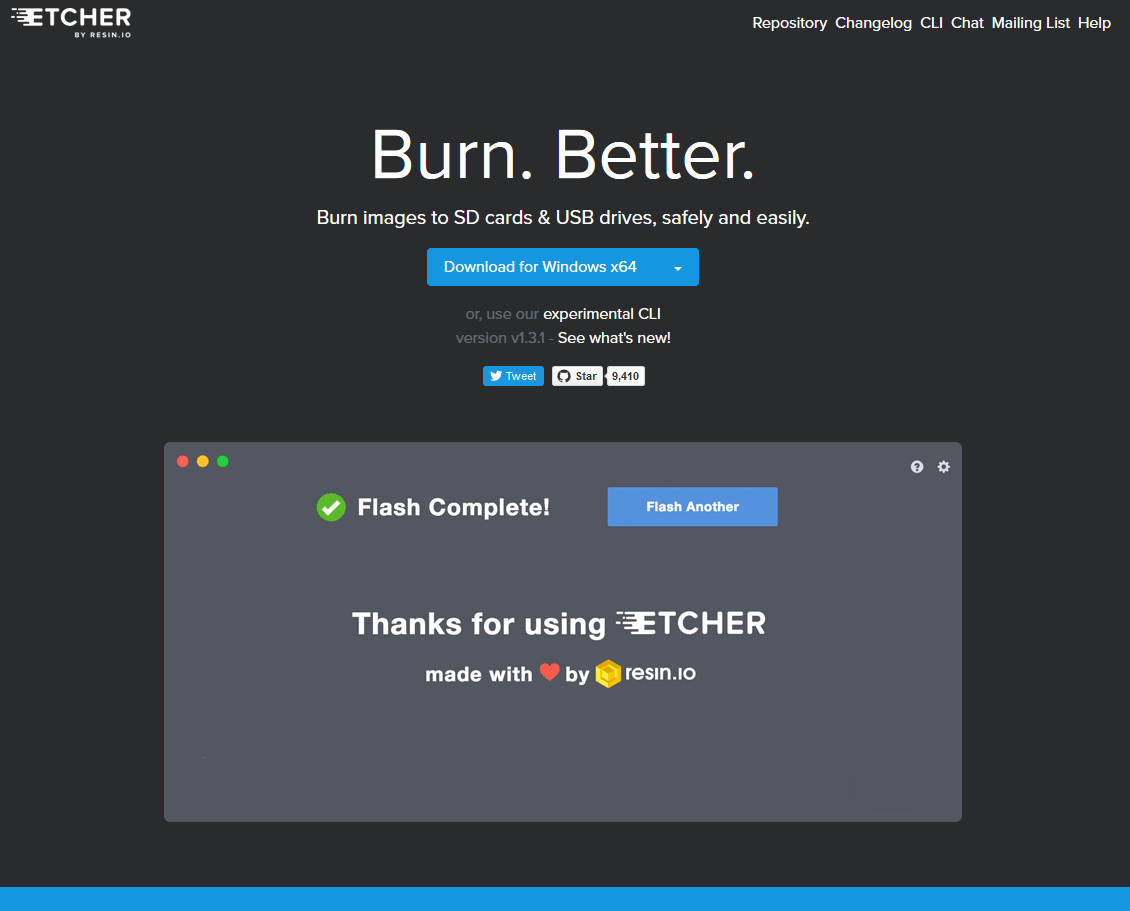 ETCHER
BY RESIN.IO
Repository Changelog CLI Chat Mailing List Help
Burn. Better.
Burn images to SD cards & USB drives, safely and easily.
Download for Windows x64
or, use our experimental CLI
version v1.3.1 - See what's new!
Tweet Star 9,410
Flash Complete! Flash Another
Thanks for using ETCHER
made with by resin.io